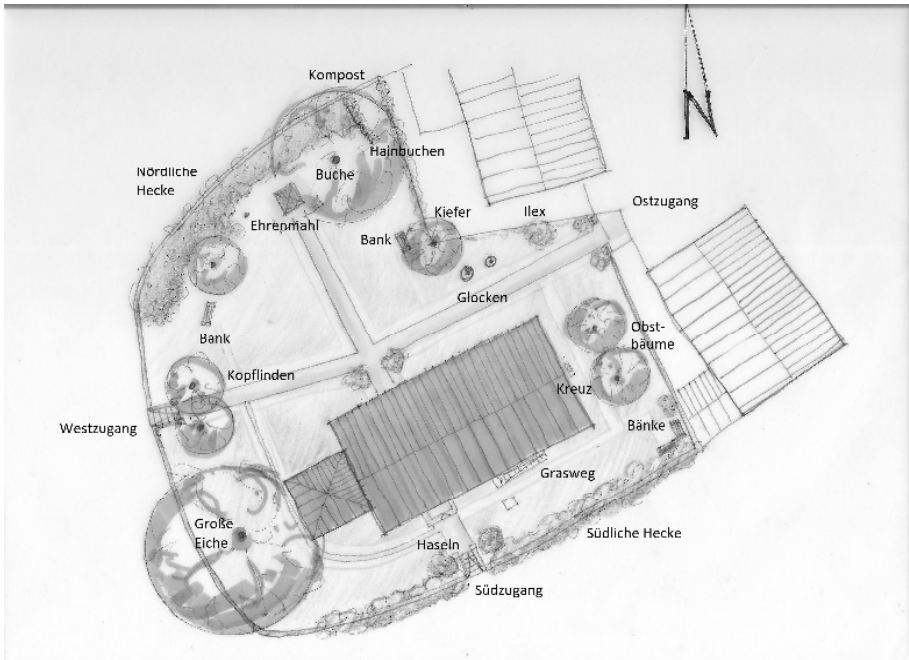 Kompost
Hainbuchen
Nördliche
Hecke
Buche
Ehrenmahl
Kiefer
Ilex
Ostzugang
Bank
N
Glocken
Bank
Obst-
bäume
Kopflinden
Kreuz
Westzugang
Bänke
Grasweg
Große
Eiche
Südliche Hecke
Haseln
Südzugang